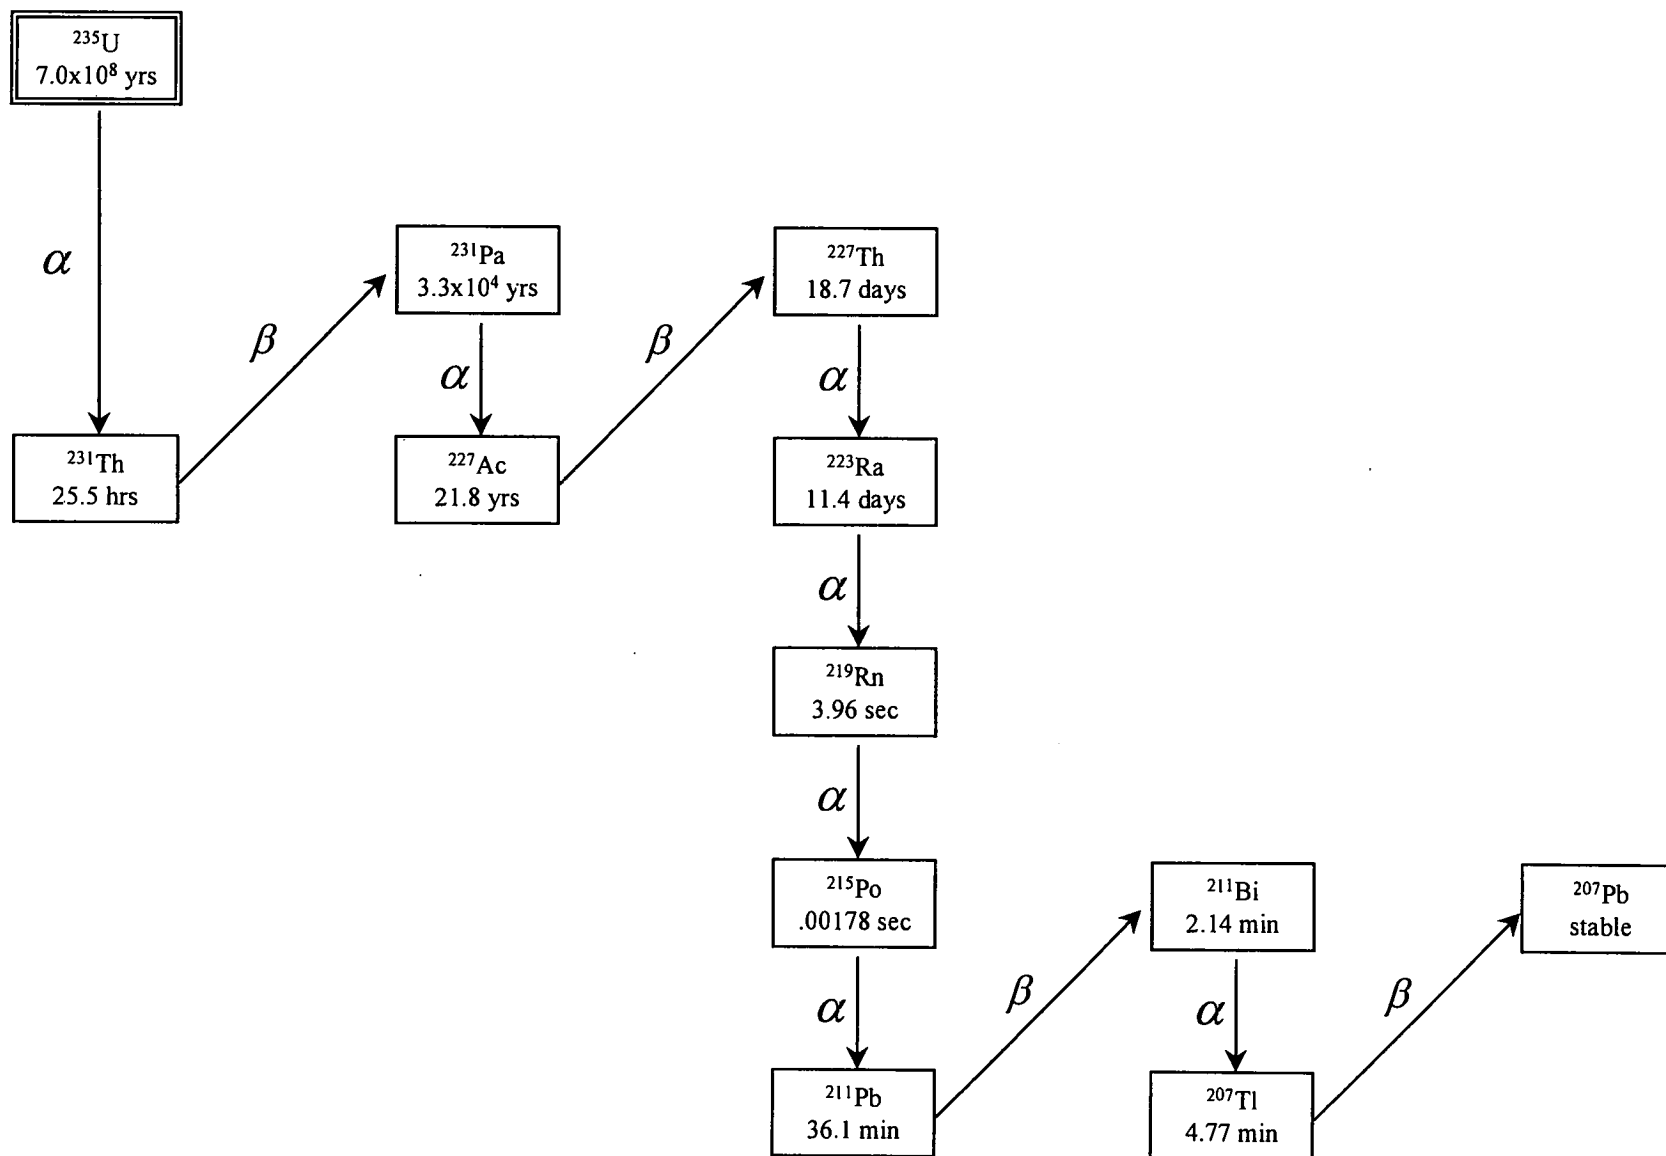 ²³⁵U
7.0x10⁸ yrs
α
²³¹Th
25.5 hrs
β
²³¹Pa
3.3x10⁴ yrs
α
²²⁷Ac
21.8 yrs
β
²²⁷Th
18.7 days
α
²²³Ra
11.4 days
α
²¹⁹Rn
3.96 sec
α
²¹⁵Po
.00178 sec
α
²¹¹Pb
36.1 min
β
²¹¹Bi
2.14 min
α
²⁰⁷Tl
4.77 min
β
²⁰⁷Pb
stable